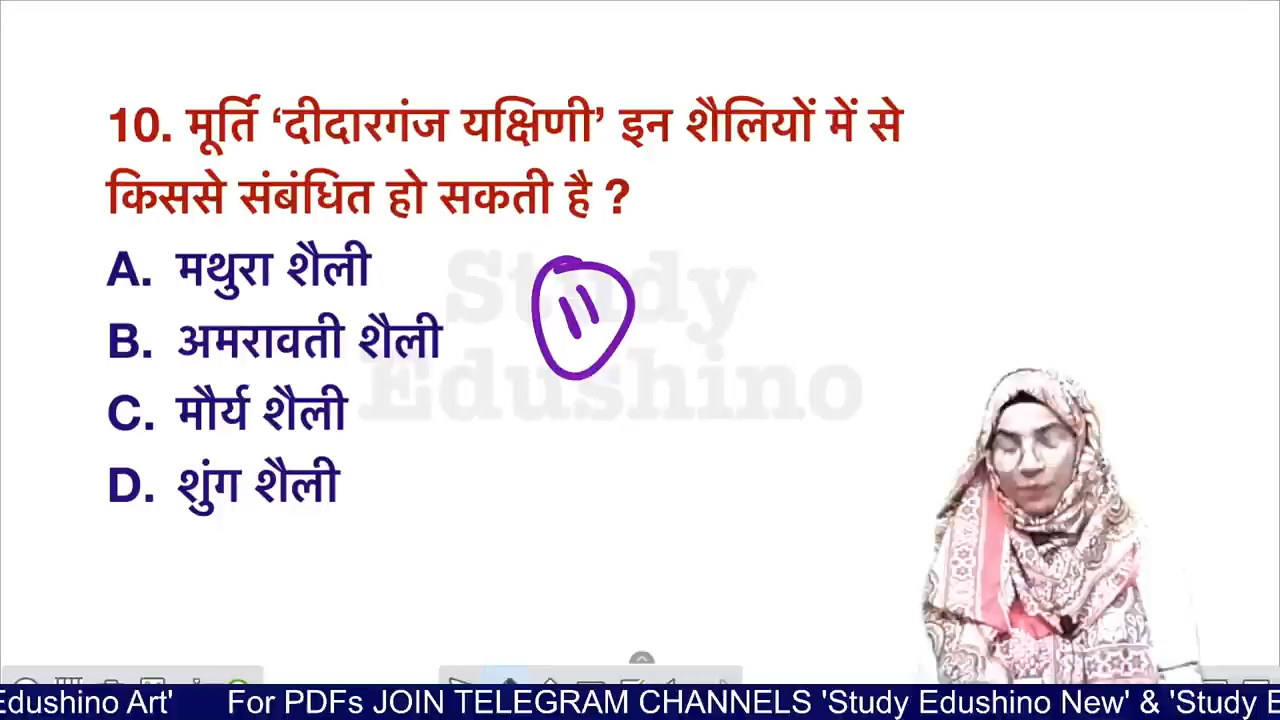 10. मूर्ति ‘दीदारगंज यक्षिणी’ इन शैलियों में से
किससे संबंधित हो सकती है ?
A. मथुरा शैली
B. अमरावती शैली
C. मौर्य शैली
D. शुंग शैली
Study
Edushino
Edushino Art' For PDFs JOIN TELEGRAM CHANNELS 'Study Edushino New' & 'Study E